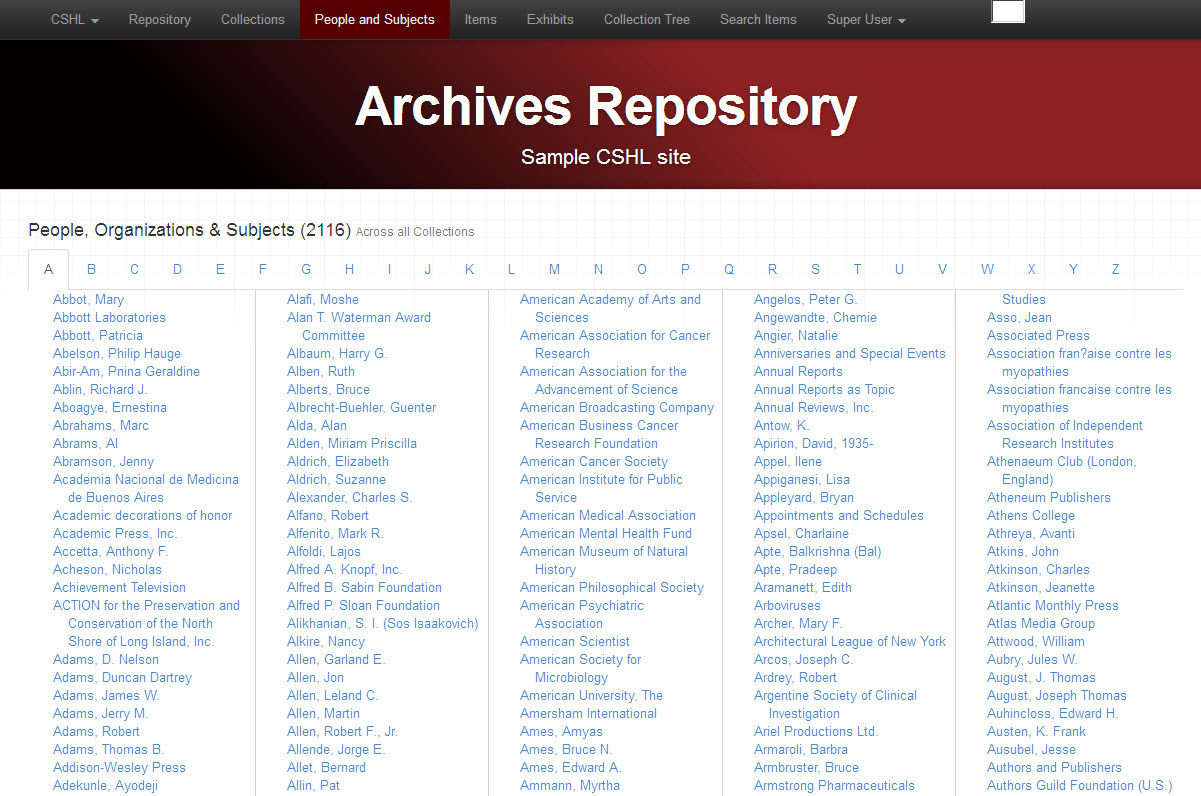 CSHL
Repository
Collections
People and Subjects
Items
Exhibits
Collection Tree
Search Items
Super User
Archives Repository
Sample CSHL site
People, Organizations & Subjects (2116) Across all Collections
A B C D E F G H I J K L M N O P Q R S T U V W X Y Z
Abbot, Mary
Abbott Laboratories
Abbott, Patricia
Abelson, Philip Hauge
Abir-Am, Pnina Geraldine
Ablin, Richard J.
Aboagye, Ernestina
Abrahams, Marc
Abrams, Al
Abramson, Jenny
Academia Nacional de Medicina
de Buenos Aires
Academic decorations of honor
Academic Press, Inc.
Accetta, Anthony F.
Acheson, Nicholas
Achievement Television
ACTION for the Preservation and
Conservation of the North
Shore of Long Island, Inc.
Adams, D. Nelson
Adams, Duncan Dartrey
Adams, James W.
Adams, Jerry M.
Adams, Robert
Adams, Thomas B.
Addison-Wesley Press
Adekunle, Ayodeji
Alafi, Moshe
Alan T. Waterman Award
Committee
Albaum, Harry G.
Alben, Ruth
Alberts, Bruce
Albrecht-Buehler, Guenter
Alda, Alan
Alden, Miriam Priscilla
Aldrich, Elizabeth
Aldrich, Suzanne
Alexander, Charles S.
Alfano, Robert
Alfenito, Mark R.
Alfoldi, Lajos
Alfred A. Knopf, Inc.
Alfred B. Sabin Foundation
Alfred P. Sloan Foundation
Alikhanian, S. I. (Sos Isaakovich)
Alkire, Nancy
Allen, Garland E.
Allen, Jon
Allen, Leland C.
Allen, Martin
Allen, Robert F., Jr.
Allende, Jorge E.
Allet, Bernard
Allin, Pat
American Academy of Arts and
Sciences
American Association for Cancer
Research
American Association for the
Advancement of Science
American Broadcasting Company
American Business Cancer
Research Foundation
American Cancer Society
American Institute for Public
Service
American Medical Association
American Mental Health Fund
American Museum of Natural
History
American Philosophical Society
American Psychiatric
Association
American Scientist
American Society for
Microbiology
American University, The
Amersham International
Ames, Amyas
Ames, Bruce N.
Ames, Edward A.
Ammann, Myrtha
Angelos, Peter G.
Angewandte, Chemie
Angier, Natalie
Anniversaries and Special Events
Annual Reports
Annual Reports as Topic
Annual Reviews, Inc.
Antow, K.
Apirion, David, 1935-
Appel, Ilene
Appiganesi, Lisa
Appleyard, Bryan
Appointments and Schedules
Apsel, Charlaine
Apte, Balkrishna (Bal)
Apte, Pradeep
Aramanett, Edith
Arboviruses
Archer, Mary F.
Architectural League of New York
Arcos, Joseph C.
Ardrey, Robert
Argentine Society of Clinical
Investigation
Ariel Productions Ltd.
Armaroli, Barbra
Armbruster, Bruce
Armstrong Pharmaceuticals
Studies
Asso, Jean
Associated Press
Association fran?aise contre les
myopathies
Association francaise contre les
myopathies
Association of Independent
Research Institutes
Athenaeum Club (London,
England)
Atheneum Publishers
Athens College
Athreya, Avanti
Atkins, John
Atkinson, Charles
Atkinson, Jeanette
Atlantic Monthly Press
Atlas Media Group
Attwood, William
Aubry, Jules W.
August, J. Thomas
August, Joseph Thomas
Auhincloss, Edward H.
Austen, K. Frank
Ausubel, Jesse
Authors and Publishers
Authors Guild Foundation (U.S.)